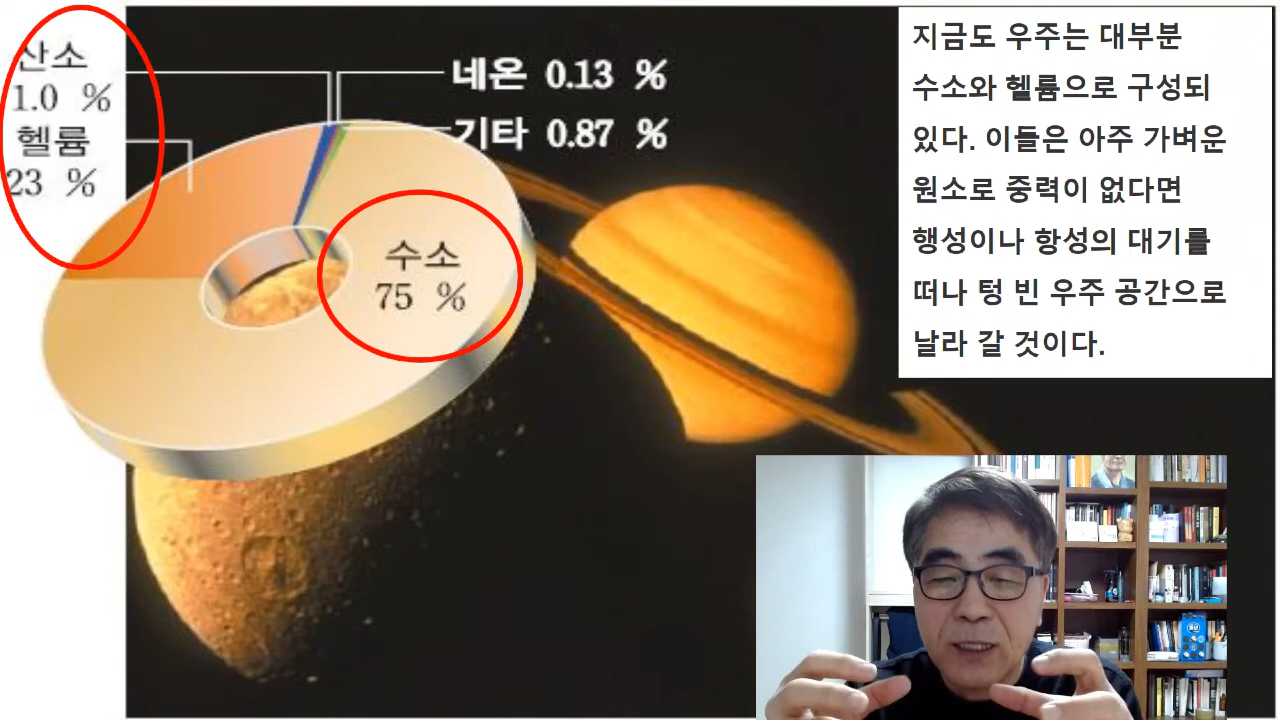 산소
1.0 %
헬륨
23 %
네온 0.13 %
기타 0.87 %
수소
75 %
지금도 우주는 대부분
수소와 헬륨으로 구성되
있다. 이들은 아주 가벼운
원소로 중력이 없다면
행성이나 항성의 대기를
떠나 텅 빈 우주 공간으로
날라 갈 것이다.